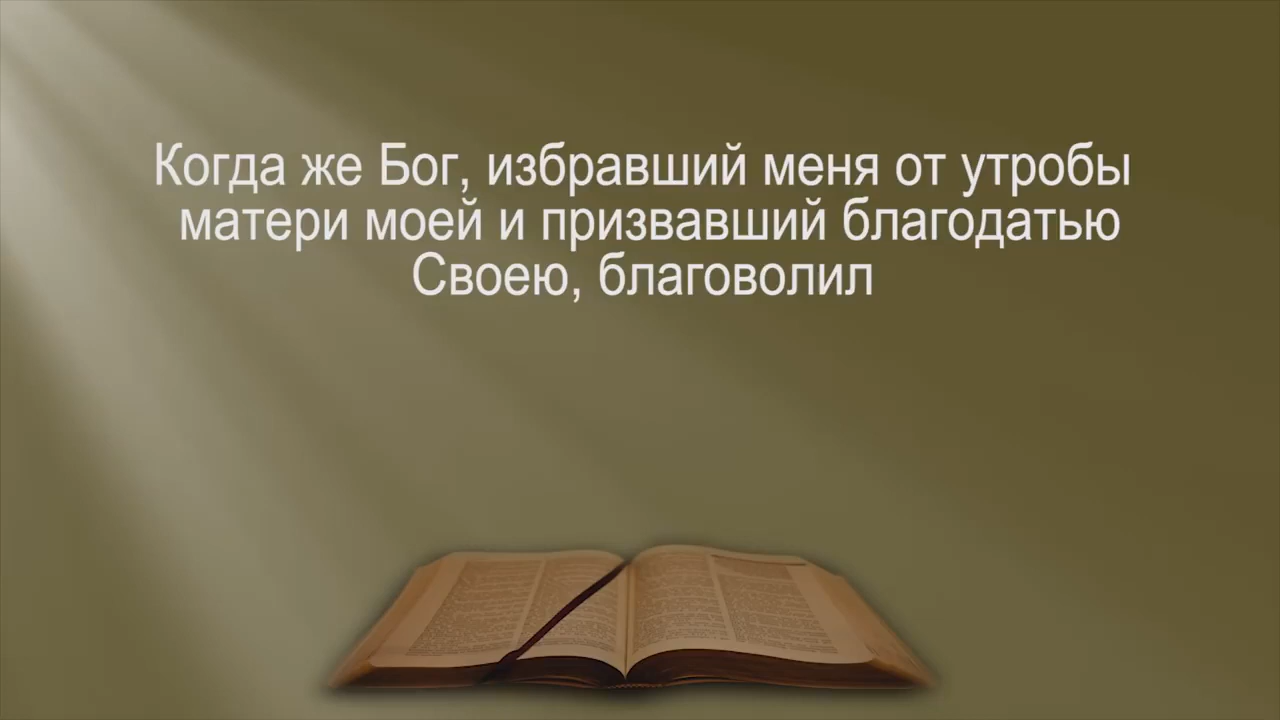 Когда же Бог, избравший меня от утробы
матери моей и призвавший благодатью
Своею, благоволил